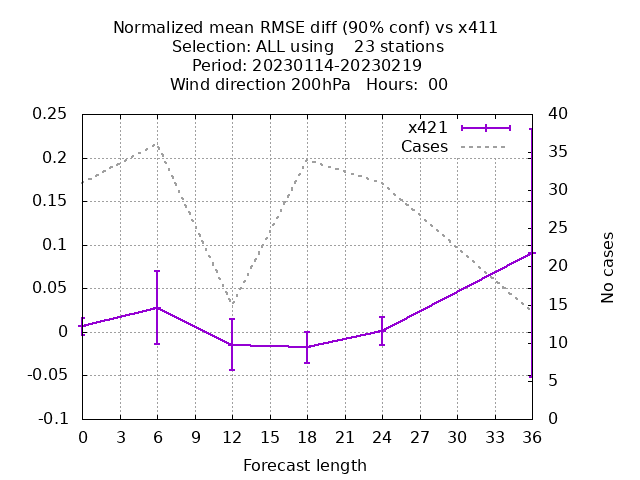 Normalized mean RMSE diff (90% conf) vs x411
Selection: ALL using    23 stations
Period: 20230114-20230219
Wind direction 200hPa   Hours:  00
x421
Cases
0.25
0.2
0.15
0.1
0.05
0
-0.05
-0.1
40
35
30
25
20
15
10
5
0
No cases
0 3 6 9 12 15 18 21 24 27 30 33 36
Forecast length